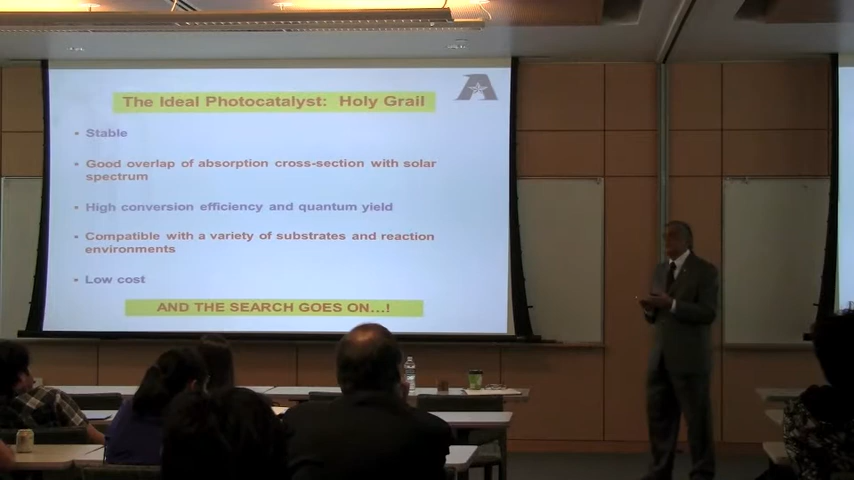 The Ideal Photocatalyst: Holy Grail
A
• Stable
• Good overlap of absorption cross-section with solar
spectrum
• High conversion efficiency and quantum yield
• Compatible with a variety of substrates and reaction
environments
• Low cost
AND THE SEARCH GOES ON...!